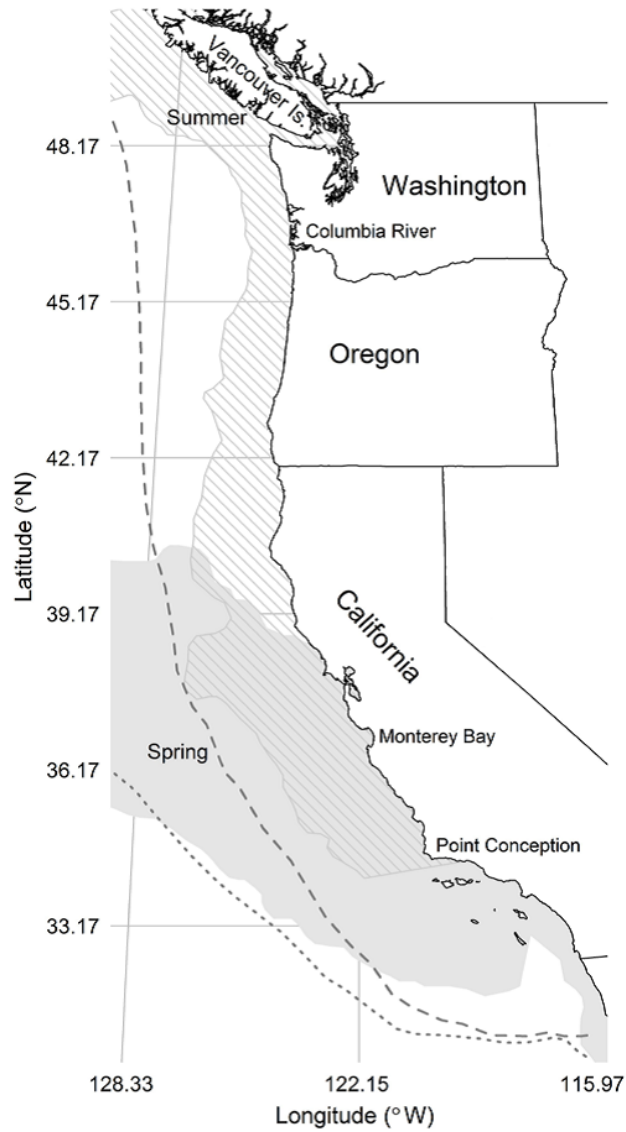 Vancouver Is.
Summer
48.17
Washington
Columbia River
45.17
Oregon
42.17
Latitude (°N)
39.17
California
Monterey Bay
Spring
36.17
Point Conception
33.17
128.33
122.15
115.97
Longitude (°W)